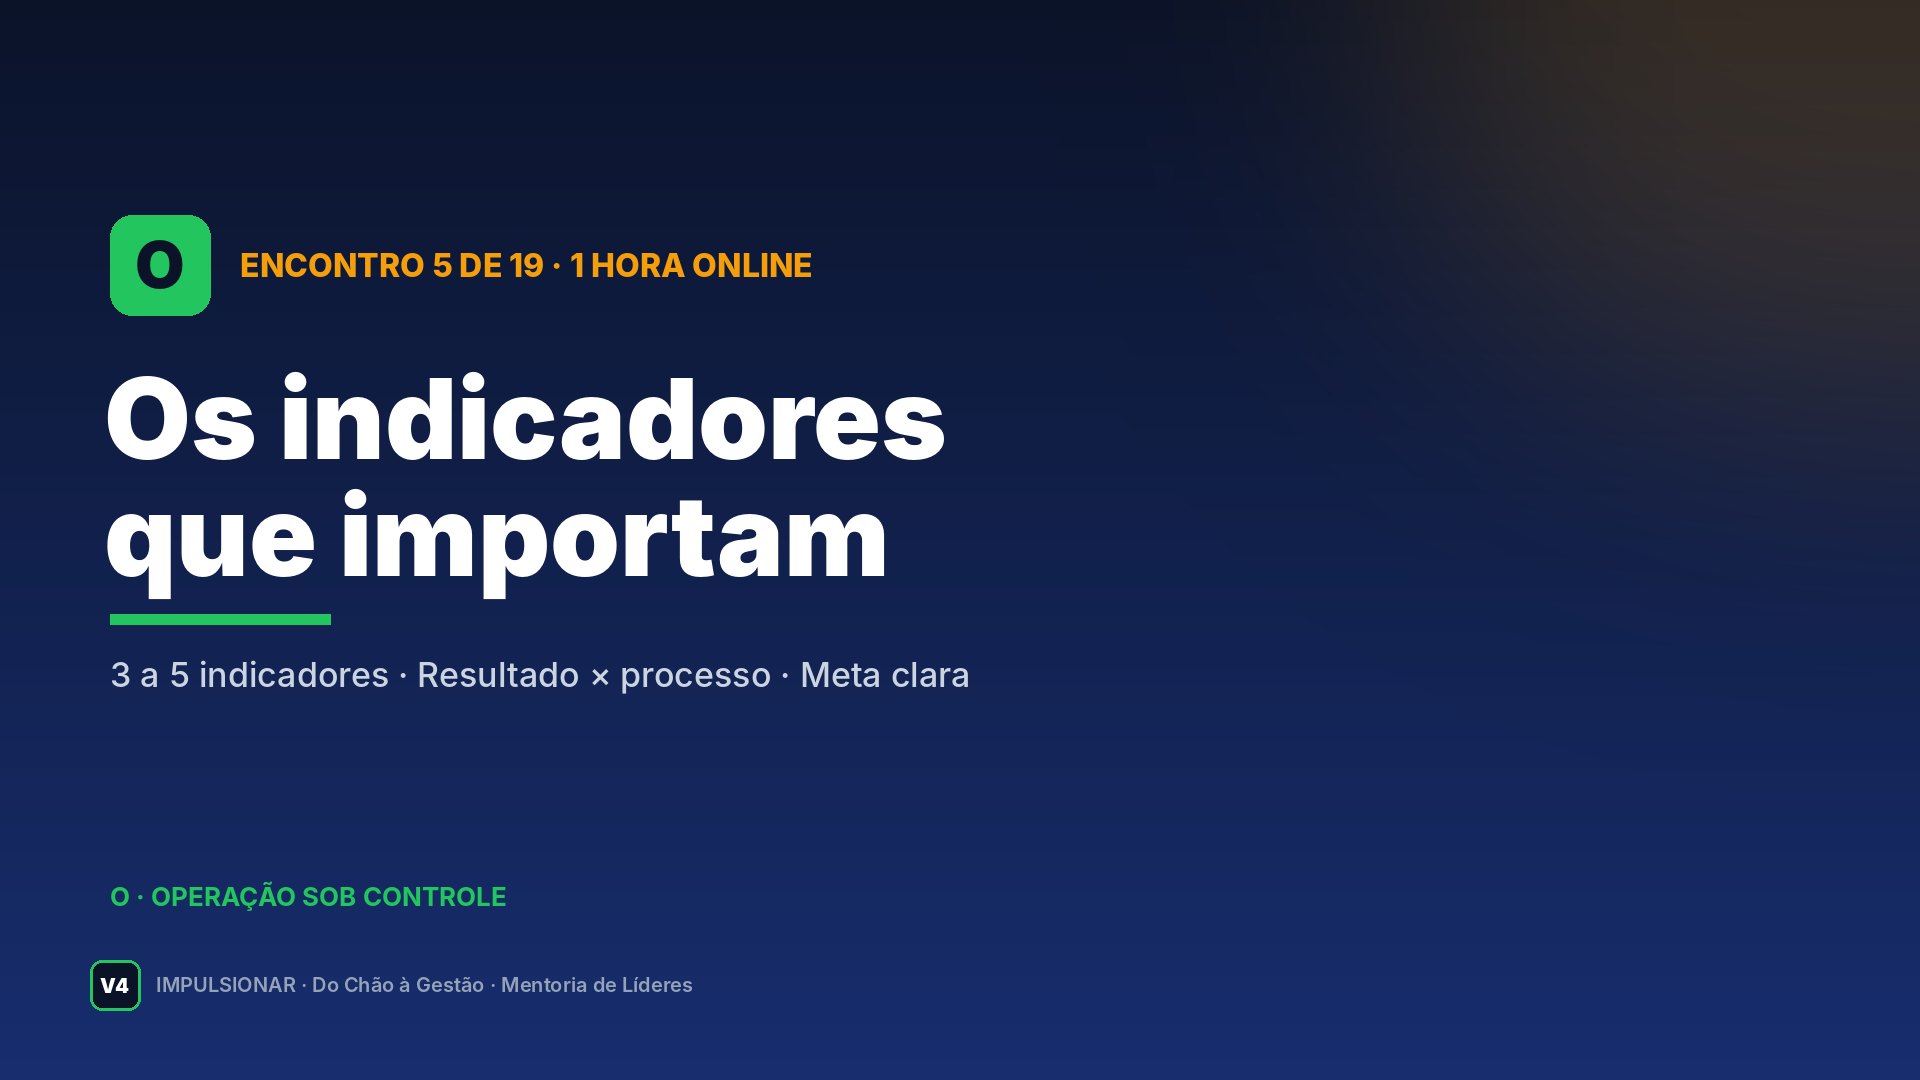 O
ENCONTRO 5 DE 19 · 1 HORA ONLINE
Os indicadores
que importam
3 a 5 indicadores · Resultado × processo · Meta clara
O · OPERAÇÃO SOB CONTROLE
V4
IMPULSIONAR · Do Chão à Gestão · Mentoria de Líderes